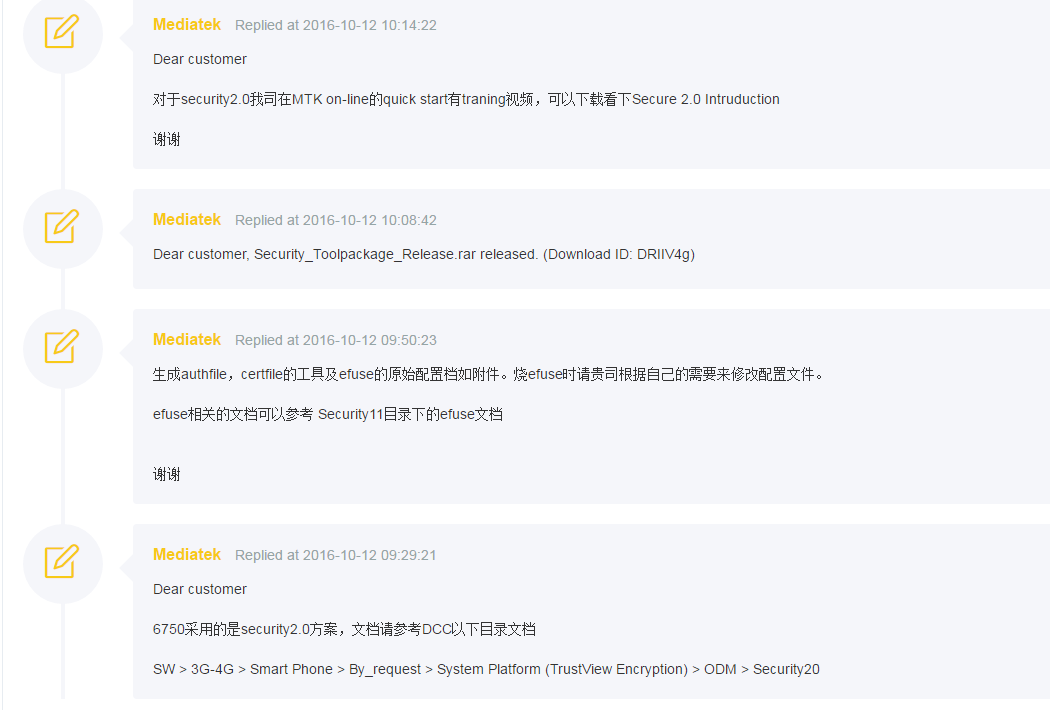 Mediatek Replied at 2016-10-12 10:14:22
Dear customer
对于security2.0我司在MTK on-line的quick start有traning视频，可以下载看下Secure 2.0 Intruduction
谢谢
Mediatek Replied at 2016-10-12 10:08:42
Dear customer, Security_Toolpackage_Release.rar released. (Download ID: DRIIV4g)
Mediatek Replied at 2016-10-12 09:50:23
生成authfile，certfile的工具及efuse的原始配置档如附件。烧efuse时请贵司根据自己的需要来修改配置文件。
efuse相关的文档可以参考 Security11目录下的efuse文档
谢谢
Mediatek Replied at 2016-10-12 09:29:21
Dear customer
6750采用的是security2.0方案，文档请参考DCC以下目录文档
SW > 3G-4G > Smart Phone > By_request > System Platform (TrustView Encryption) > ODM > Security20